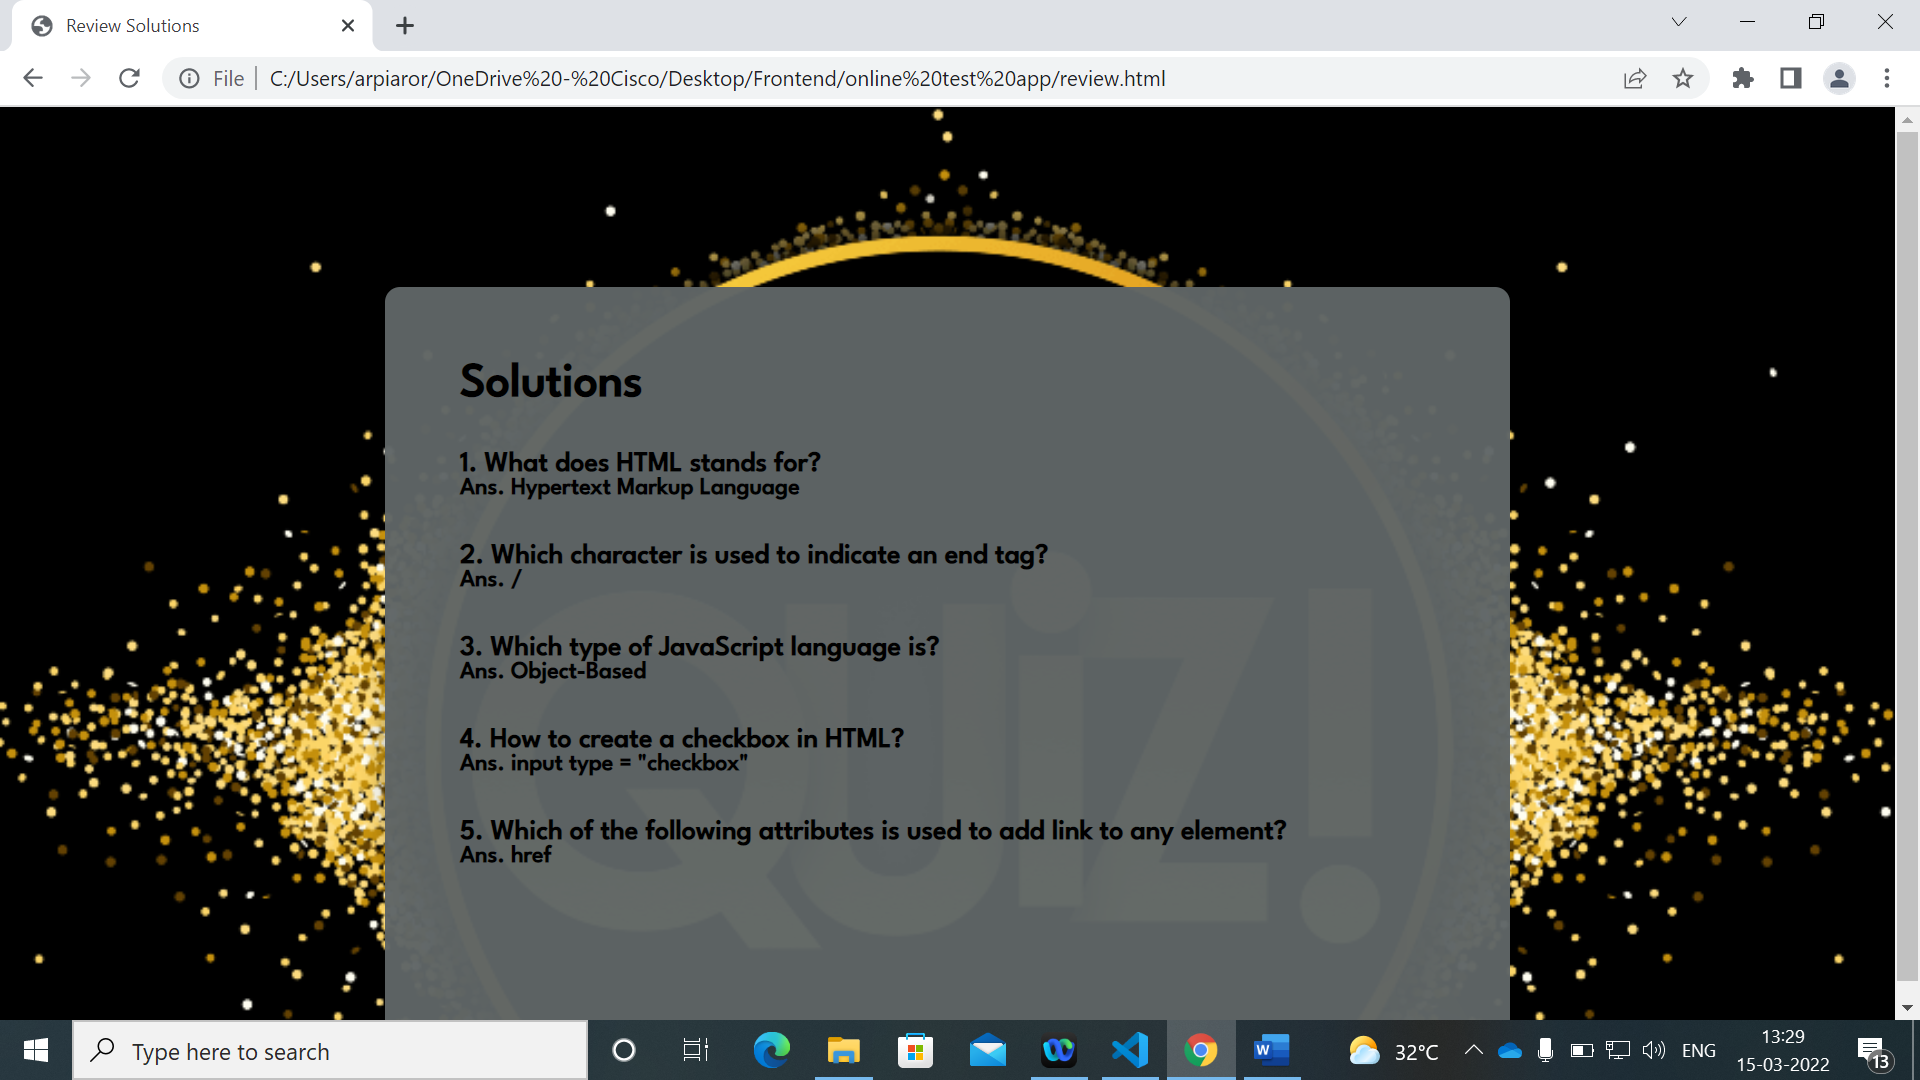 Review Solutions
File
C:/Users/arpiaror/OneDrive%20-%20Cisco/Desktop/Frontend/online%20test%20app/review.html
QUiZ!
Solutions
1. What does HTML stands for?
Ans. Hypertext Markup Language
2. Which character is used to indicate an end tag?
Ans. /
3. Which type of JavaScript language is?
Ans. Object-Based
4. How to create a checkbox in HTML?
Ans. input type = "checkbox"
5. Which of the following attributes is used to add link to any element?
Ans. href
Type here to search
W
32°C
ENG
13:29
15-03-2022
13